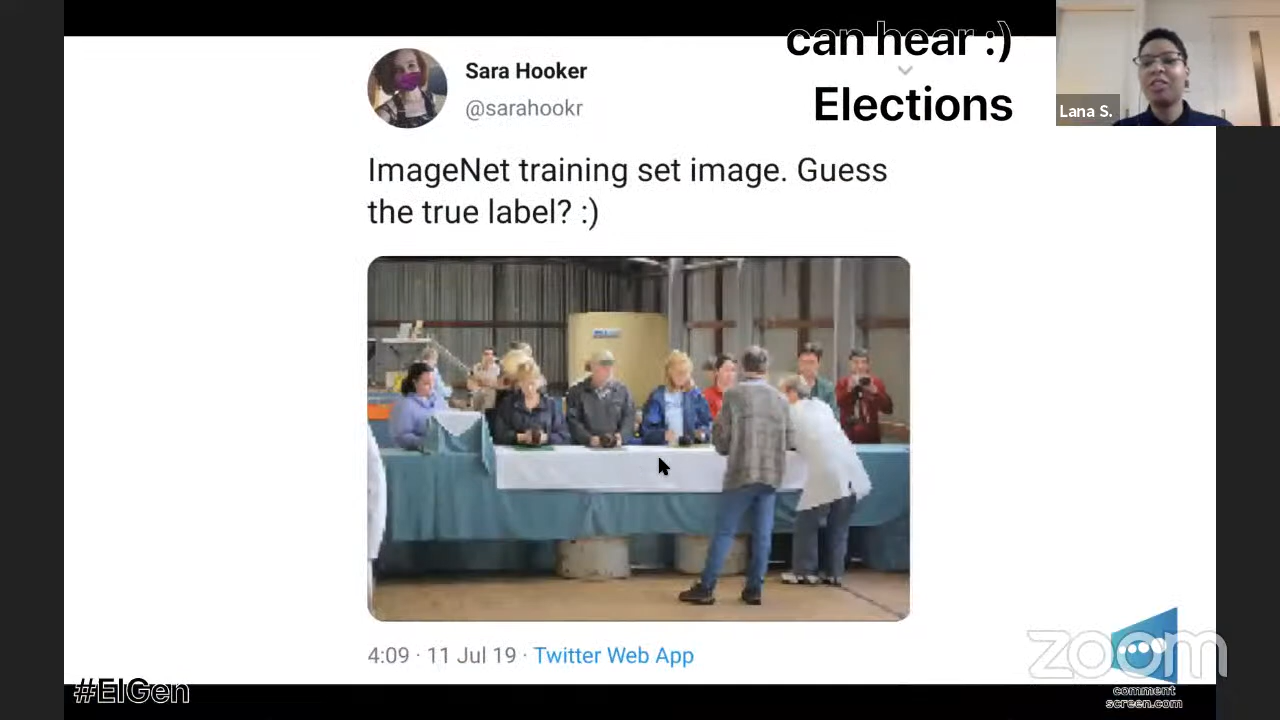 can hear :)
Elections
Lana S.
Sara Hooker
@sarahookr
ImageNet training set image. Guess
the true label? :)
4:09 · 11 Jul 19 · Twitter Web App
#EIGen
zoom
comment
screen.com